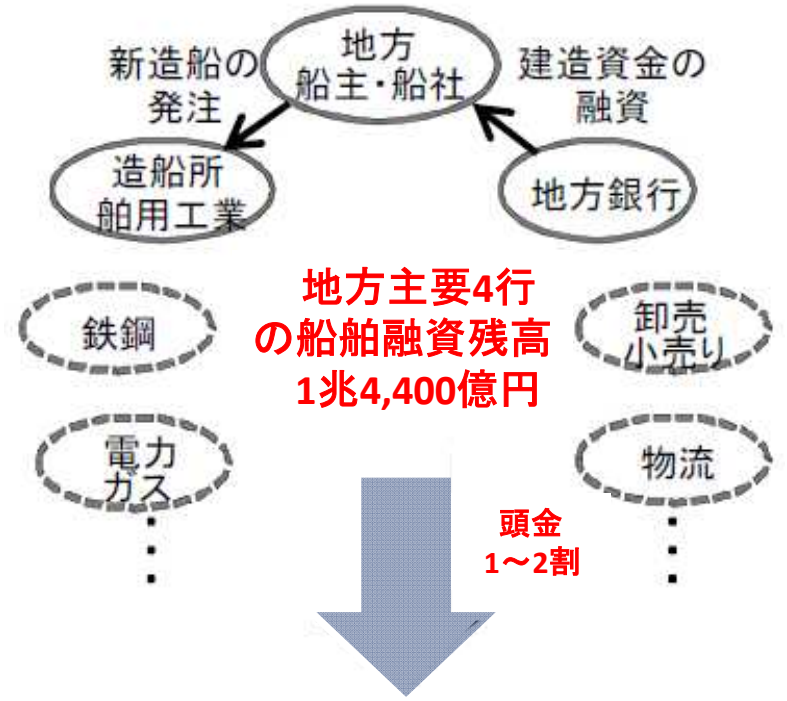 地方
船主・船社
新造船の
発注
建造資金の
融資
造船所
舶用工業
地方銀行
地方主要4行
の船舶融資残高
1兆4,400億円
鉄鋼
卸売
小売り
電力
ガス
物流
頭金
1～2割